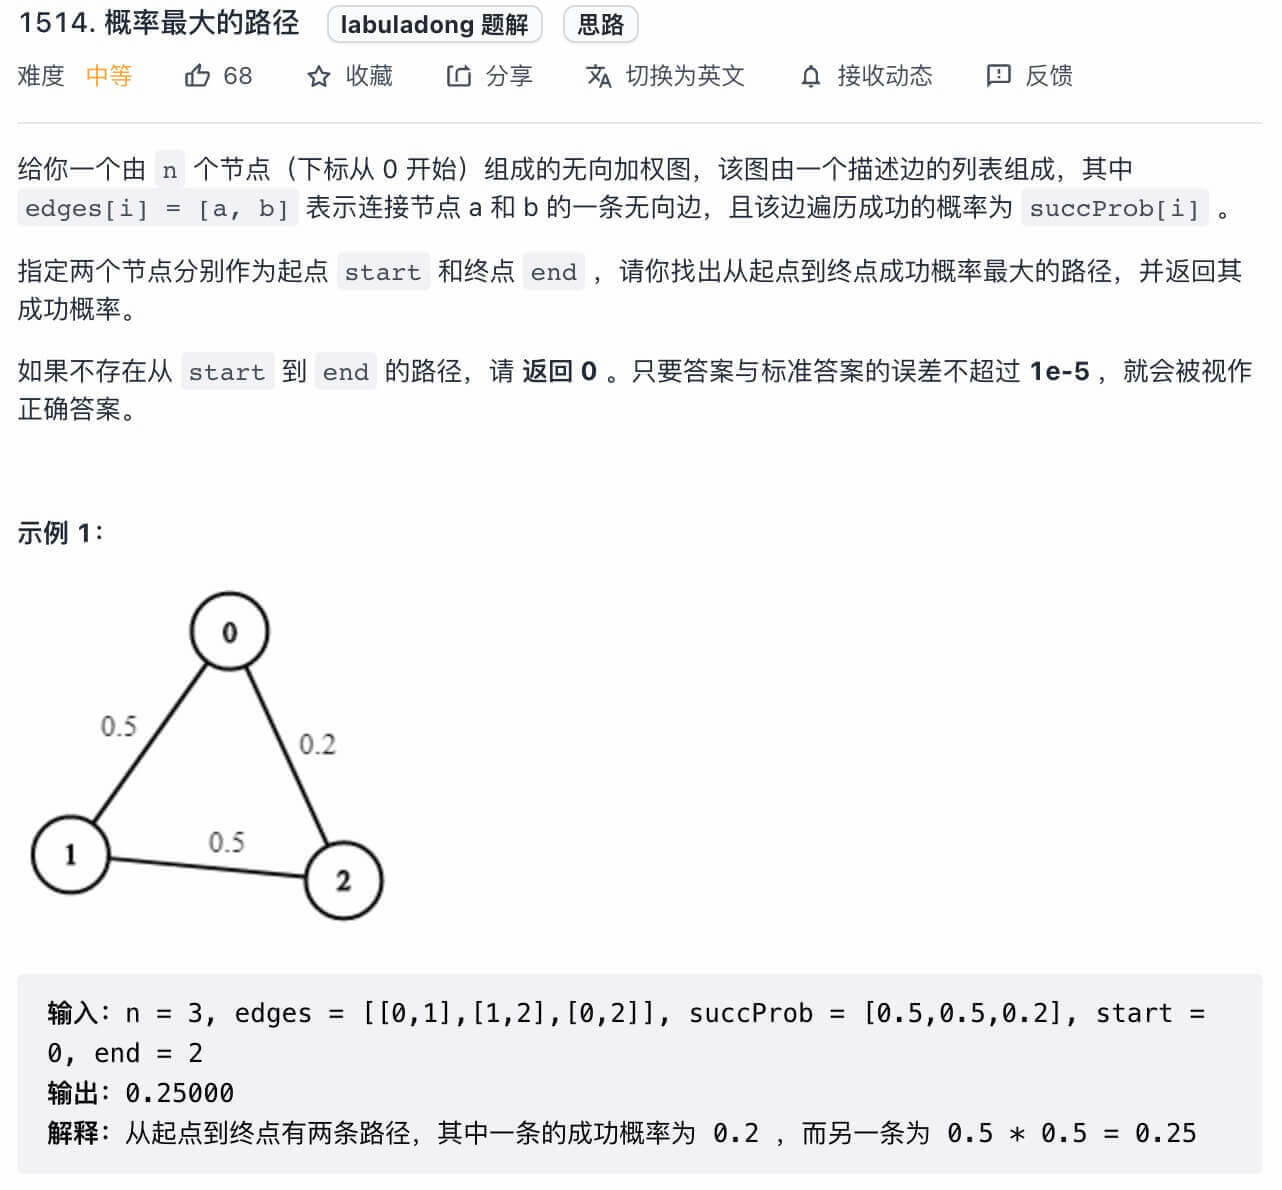 1514. 概率最大的路径 labuladong 题解 思路
难度 中等 68 收藏 分享 切换为英文 接收动态 反馈
给你一个由 n 个节点（下标从 0 开始）组成的无向加权图，该图由一个描述边的列表组成，其中
edges[i] = [a, b] 表示连接节点 a 和 b 的一条无向边，且该边遍历成功的概率为 succProb[i] 。
指定两个节点分别作为起点 start 和终点 end ，请你找出从起点到终点成功概率最大的路径，并返回其
成功概率。
如果不存在从 start 到 end 的路径，请 返回 0 。只要答案与标准答案的误差不超过 1e-5 ，就会被视作
正确答案。
示例 1：
0
0.5
0.2
0.5
1
2
输入：n = 3, edges = [[0,1],[1,2],[0,2]], succProb = [0.5,0.5,0.2], start =
0, end = 2
输出：0.25000
解释：从起点到终点有两条路径，其中一条的成功概率为 0.2 ，而另一条为 0.5 * 0.5 = 0.25